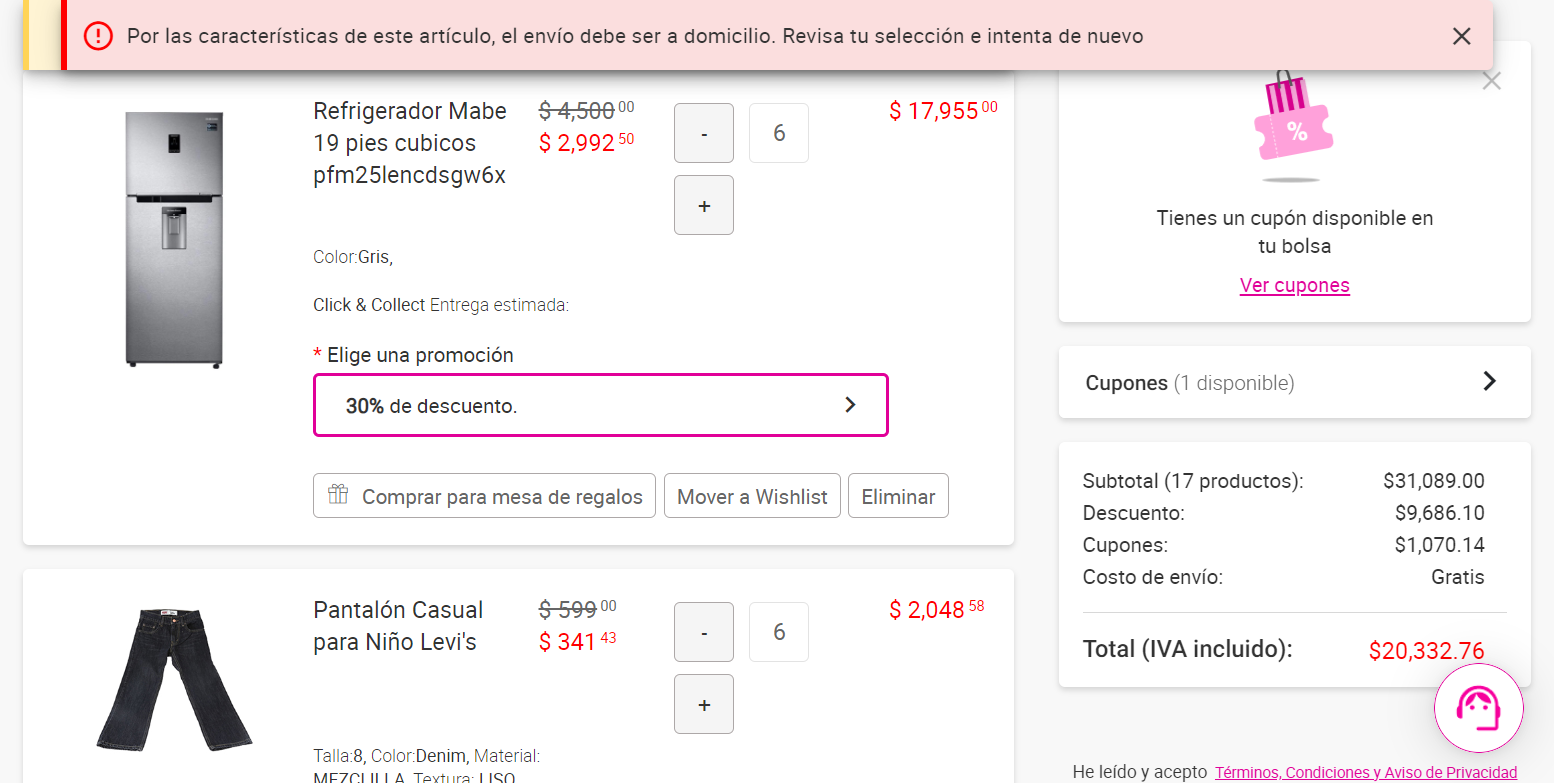 Por las características de este artículo, el envío debe ser a domicilio. Revisa tu selección e intenta de nuevo
Refrigerador Mabe
19 pies cubicos
pfm25lencdsgw6x
$ 4,500 00
$ 2,992 50
-
6
+
$ 17,955 00
Color:Gris,
Click & Collect Entrega estimada:
* Elige una promoción
30% de descuento.
Comprar para mesa de regalos
Mover a Wishlist
Eliminar
Pantalón Casual
para Niño Levi's
$ 599 00
$ 341 43
-
6
+
$ 2,048 58
Talla:8, Color:Denim, Material:
MEZCLILLA, Textura: LISO
%
Tienes un cupón disponible en
tu bolsa
Ver cupones
Cupones (1 disponible)
Subtotal (17 productos): $31,089.00
Descuento: $9,686.10
Cupones: $1,070.14
Costo de envío: Gratis
Total (IVA incluido): $20,332.76
He leído y acepto Términos, Condiciones y Aviso de Privacidad